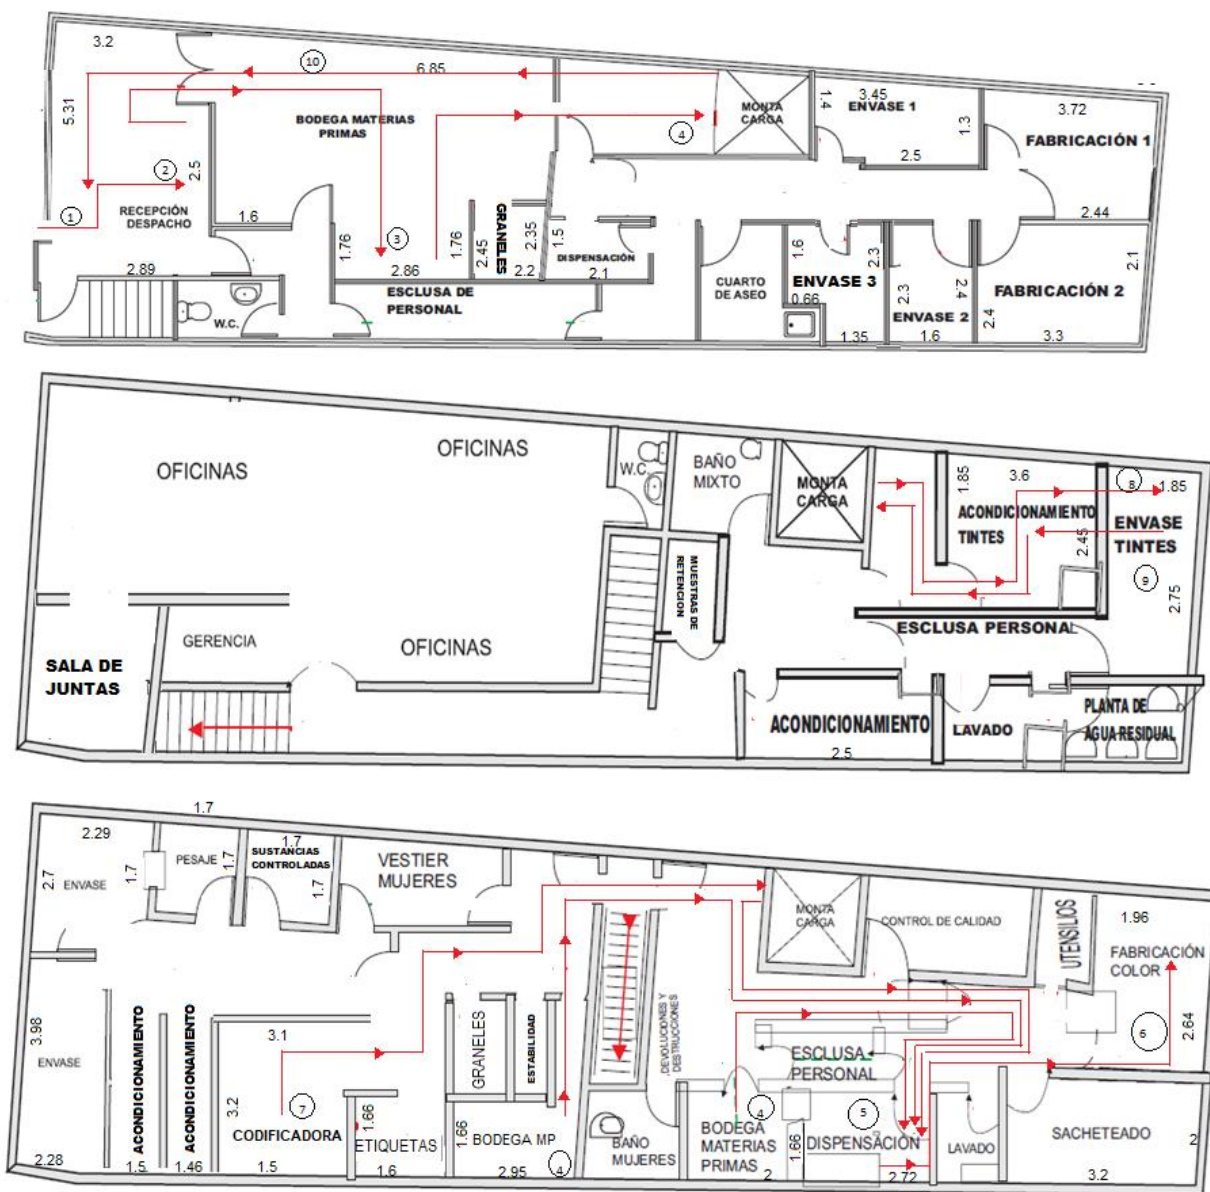 3.2
10
6.85
5.31
BODEGA MATERIAS
PRIMAS
MONTA
CARGA
4
1.4
3.45
ENVASE 1
1.3
2.5
3.72
FABRICACIÓN 1
2.44
2
2.5
1
RECEPCIÓN
DESPACHO
2.89
1.6
1.76
3
2.86
1.76
2.45
GRANELES
2.35
2.2
1.5
DISPENSACIÓN
2.1
W.C.
ESCLUSA DE
PERSONAL
CUARTO
DE ASEO
1.6
2.3
ENVASE 3
0.66
1.35
2.3
2.4
ENVASE 2
1.6
2.4
FABRICACIÓN 2
2.1
3.3
OFICINAS
OFICINAS
W.C.
BAÑO
MIXTO
MONTA
CARGA
1.85
3.6
ACONDICIONAMIENTO
TINTES
2.45
8
1.85
ENVASE
TINTES
9
2.75
MUESTRAS DE
RETENCION
GERENCIA
OFICINAS
SALA DE
JUNTAS
ESCLUSA PERSONAL
ACONDICIONAMIENTO
2.5
LAVADO
PLANTA DE
AGUA RESIDUAL
1.7
2.29
2.7
ENVASE
1.7
PESAJE
1.7
1.7
SUSTANCIAS
CONTROLADAS
1.7
VESTIER
MUJERES
MONTA
CARGA
CONTROL DE CALIDAD
UTENSILIOS
1.96
FABRICACIÓN
COLOR
6
2.64
3.98
ENVASE
2.28
ACONDICIONAMIENTO
1.5
ACONDICIONAMIENTO
1.46
3.1
3.2
7
CODIFICADORA
1.5
1.66
ETIQUETAS
1.6
GRANELES
ESTABILIDAD
1.66
BODEGA MP
4
2.95
DEVOLUCIONES Y
DESTRUCCIONES
BAÑO
MUJERES
4
BODEGA
MATERIAS
PRIMAS
2
1.66
ESCLUSA
PERSONAL
5
DISPENSACIÓN
2.72
LAVADO
SACHETEADO
2
3.2